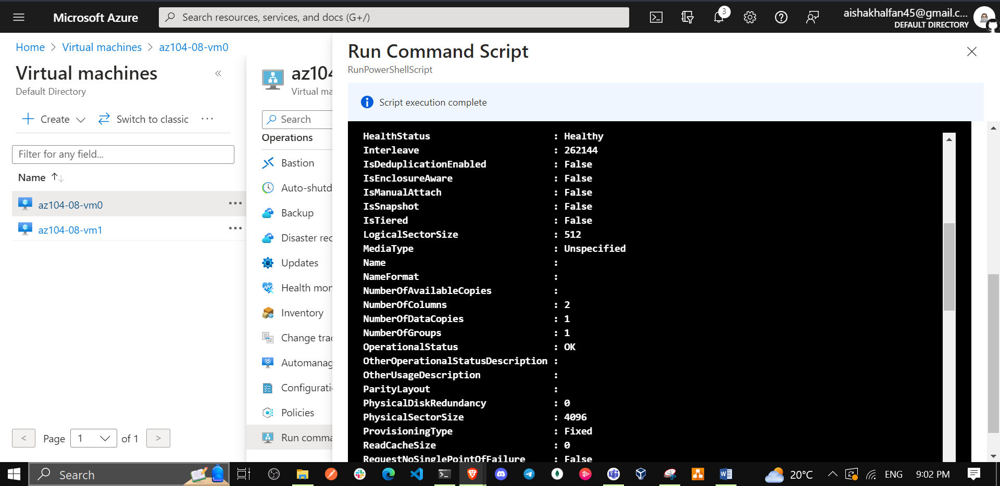 Microsoft Azure
Search resources, services, and docs (G+/)
3
aishakhalfan45@gmail.c...
DEFAULT DIRECTORY
Home > Virtual machines > az104-08-vm0
Virtual machines
Default Directory
Create
Switch to classic
Filter for any field...
Name
az104-08-vm0
az104-08-vm1
< Page 1 of 1 >
az104
Virtual ma
Search
Operations
Bastion
Auto-shutd
Backup
Disaster rec
Updates
Health mon
Inventory
Change trac
Automanag
Configuratio
Policies
Run comma
Run Command Script
RunPowerShellScript
Script execution complete
HealthStatus : Healthy
Interleave : 262144
IsDeduplicationEnabled : False
IsEnclosureAware : False
IsManualAttach : False
IsSnapshot : False
IsTiered : False
LogicalSectorSize : 512
MediaType : Unspecified
Name :
NameFormat :
NumberOfAvailableCopies :
NumberOfColumns : 2
NumberOfDataCopies : 1
NumberOfGroups : 1
OperationalStatus : OK
OtherOperationalStatusDescription :
OtherUsageDescription :
ParityLayout :
PhysicalDiskRedundancy : 0
PhysicalSectorSize : 4096
ProvisioningType : Fixed
ReadCacheSize : 0
RequestNoSinglePointOfFailure : False
Search
20°C
ENG
9:02 PM